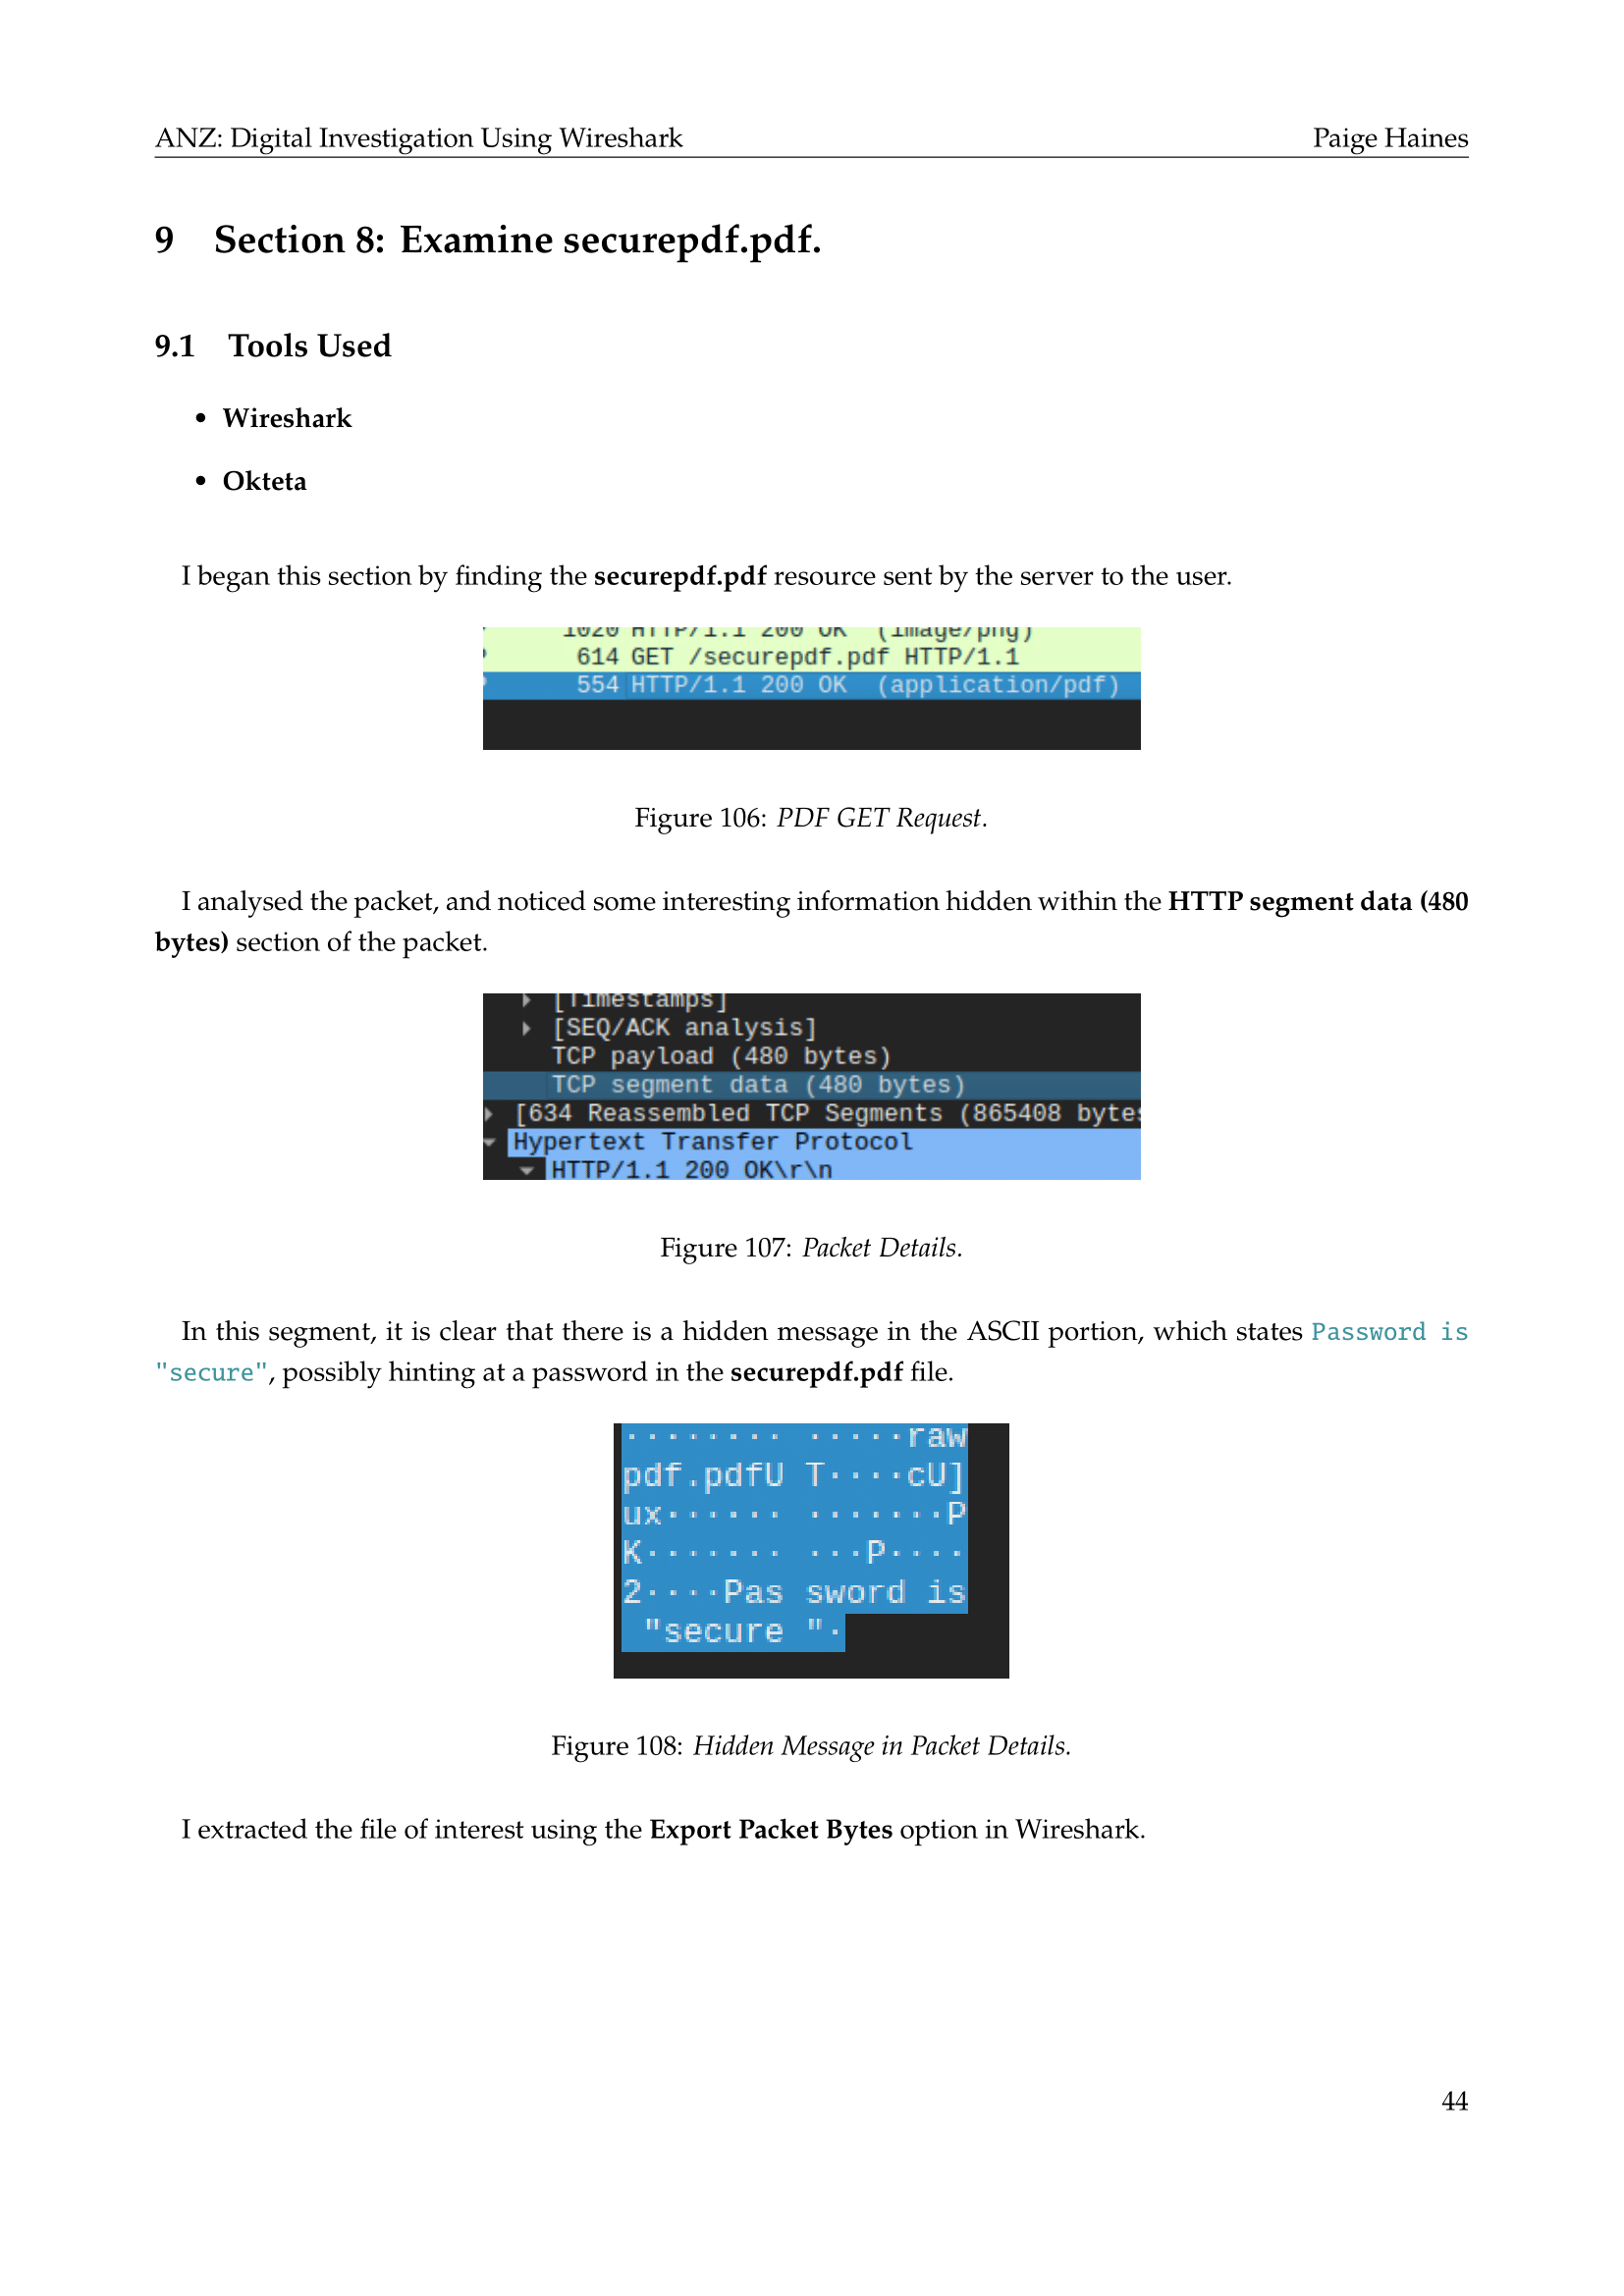 ANZ: Digital Investigation Using Wireshark Paige Haines
9 Section 8: Examine securepdf.pdf.
9.1 Tools Used
• Wireshark
• Okteta
I began this section by finding the securepdf.pdf resource sent by the server to the user.
1020 HTTP/1.1 200 OK (image/png)
614 GET /securepdf.pdf HTTP/1.1
554 HTTP/1.1 200 OK (application/pdf)
Figure 106: PDF GET Request.
I analysed the packet, and noticed some interesting information hidden within the HTTP segment data (480
bytes) section of the packet.
[Timestamps]
[SEQ/ACK analysis]
TCP payload (480 bytes)
TCP segment data (480 bytes)
[634 Reassembled TCP Segments (865408 bytes
Hypertext Transfer Protocol
HTTP/1.1 200 OK\r\n
Figure 107: Packet Details.
In this segment, it is clear that there is a hidden message in the ASCII portion, which states Password is
"secure", possibly hinting at a password in the securepdf.pdf file.
········ ·····raw
pdf.pdfU T····cU]
ux······ ·······P
K······· ···P····
2····Pas sword is
"secure "·
Figure 108: Hidden Message in Packet Details.
I extracted the file of interest using the Export Packet Bytes option in Wireshark.
44